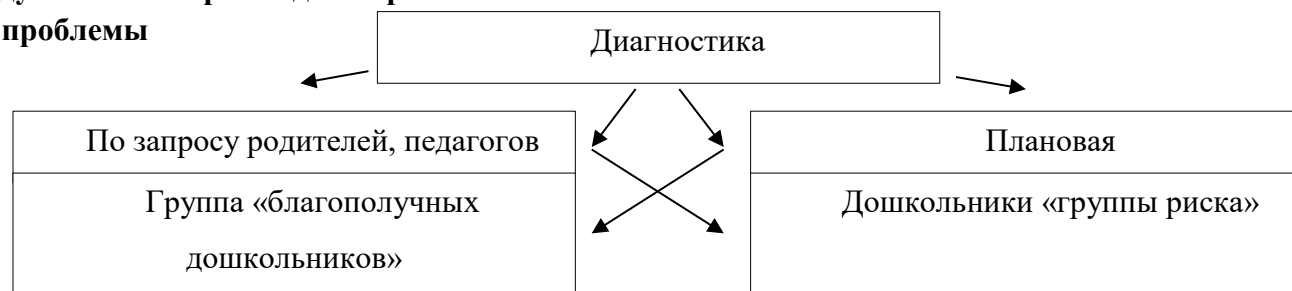 проблемы
Диагностика
По запросу родителей, педагогов
Плановая
Группа «благополучных
дошкольников»
Дошкольники «группы риска»